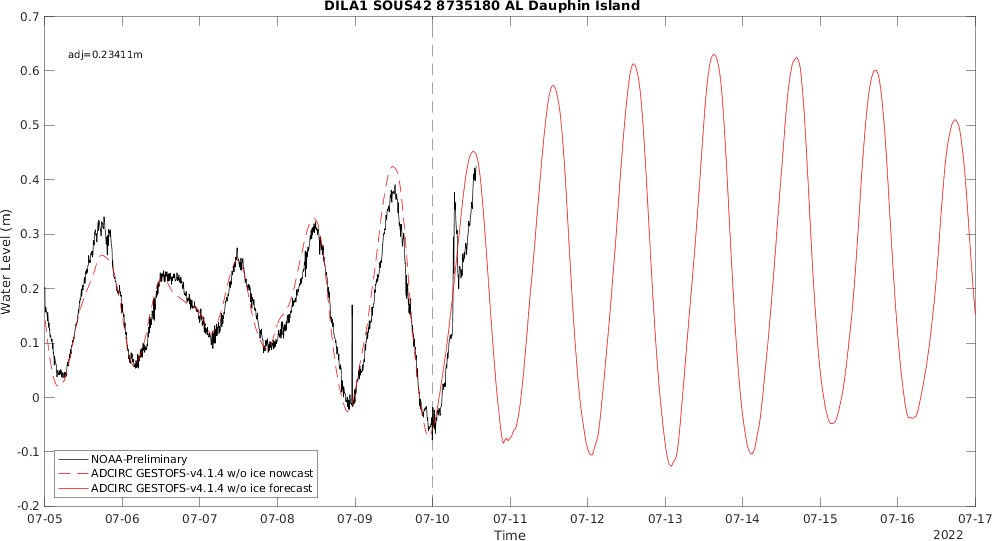 DILA1 SOUS42 8735180 AL Dauphin Island
0.7
adj=0.23411m
0.6
0.5
0.4
0.3
0.2
0.1
0
-0.1
-0.2
Water Level (m)
NOAA-Preliminary
ADCIRC GESTOFS-v4.1.4 w/o ice nowcast
ADCIRC GESTOFS-v4.1.4 w/o ice forecast
07-05 07-06 07-07 07-08 07-09 07-10 07-11 07-12 07-13 07-14 07-15 07-16 07-17
Time
2022